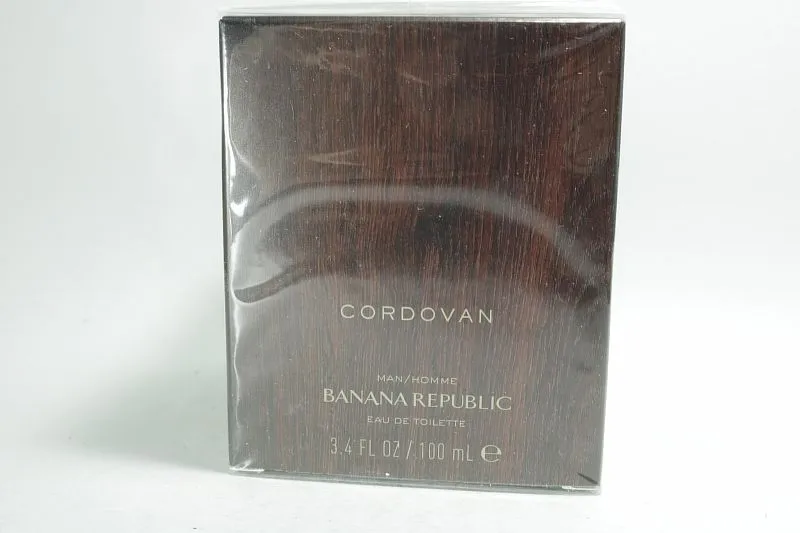 CORDOVAN
MAN/HOMME
BANANA REPUBLIC
EAU DE TOILETTE
3.4 FL OZ / 100 mL ℮